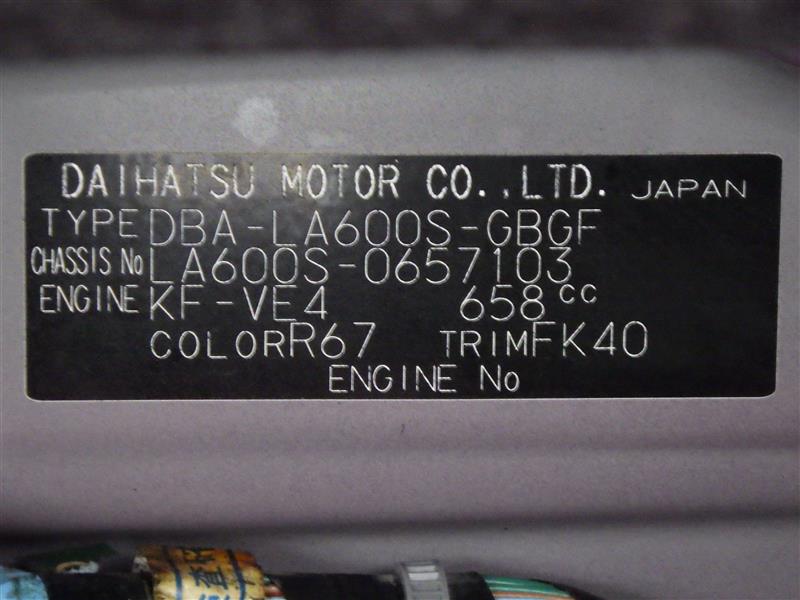 DAIHATSU MOTOR CO.,LTD. JAPAN
TYPE DBA-LA600S-GBGF
CHASSIS No LA600S-0657103
ENGINE KF-VE4 658cc
COLOR R67 TRIM FK40
ENGINE No